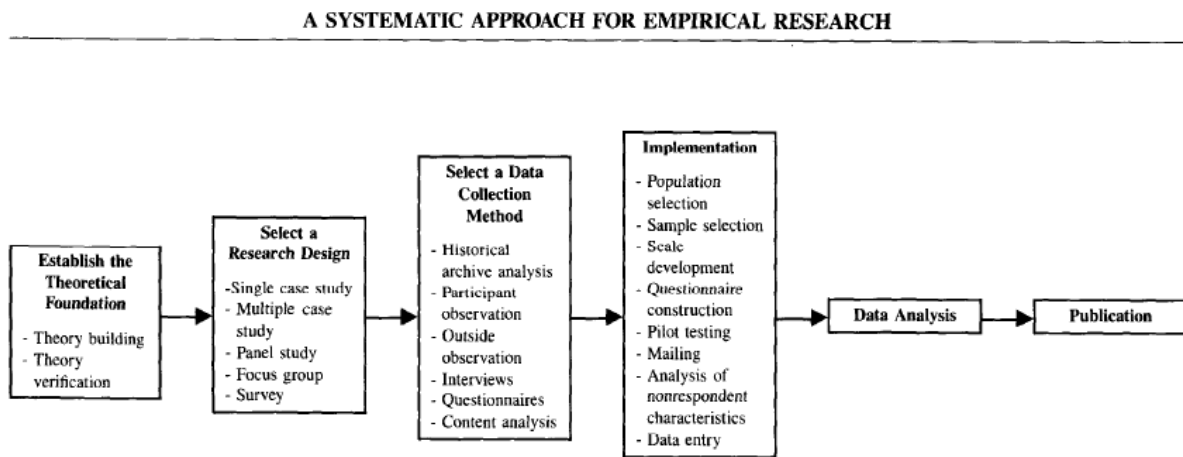 A SYSTEMATIC APPROACH FOR EMPIRICAL RESEARCH
Establish the
Theoretical
Foundation
- Theory building
- Theory
verification
Select a
Research Design
-Single case study
- Multiple case
study
- Panel study
- Focus group
- Survey
Select a Data
Collection
Method
- Historical
archive analysis
- Participant
observation
- Outside
observation
- Interviews
- Questionnaires
- Content analysis
Implementation
- Population
selection
- Sample selection
- Scale
development
- Questionnaire
construction
- Pilot testing
- Mailing
- Analysis of
nonrespondent
characteristics
- Data entry
Data Analysis
Publication